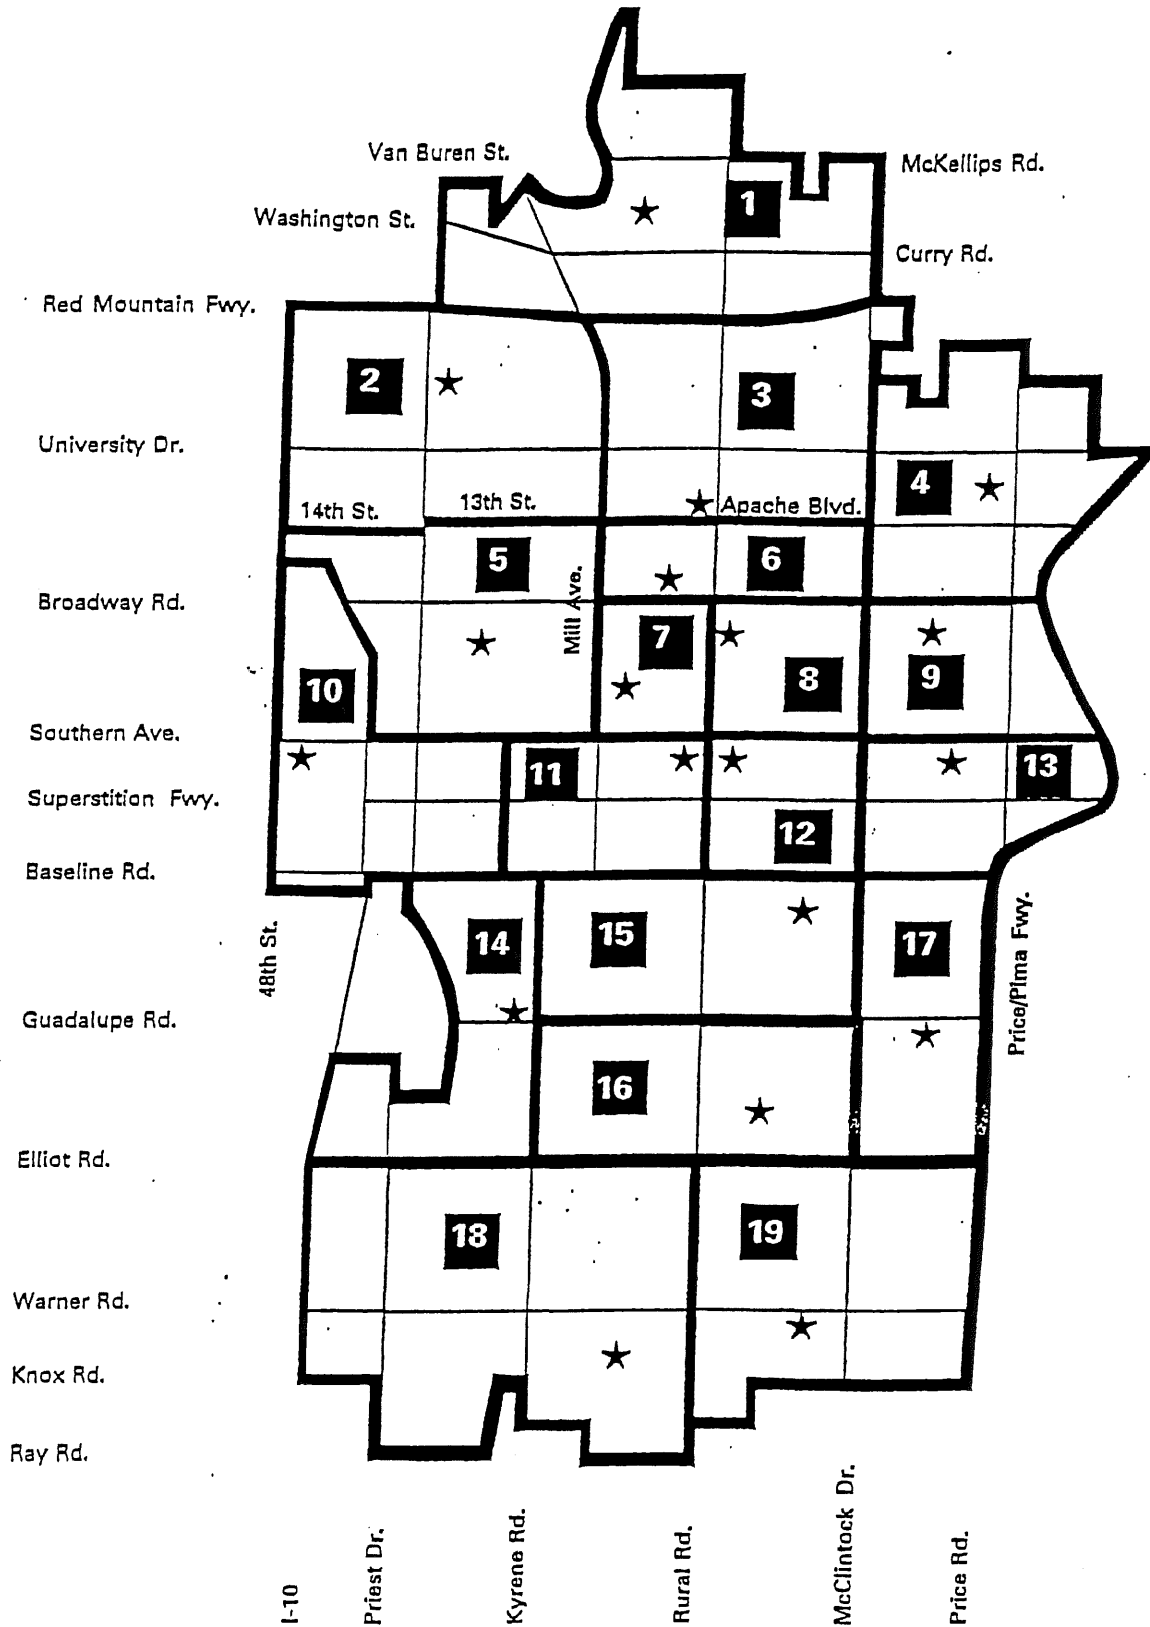 Van Buren St.
McKellips Rd.
1
Washington St.
Curry Rd.
Red Mountain Fwy.
2
3
University Dr.
4
14th St.
13th St.
Apache Blvd.
5
6
Broadway Rd.
Mill Ave.
7
8
9
10
Southern Ave.
11
13
Superstition Fwy.
12
Baseline Rd.
48th St.
14
15
17
Price/Pima Fwy.
Guadalupe Rd.
16
Elliot Rd.
18
19
Warner Rd.
Knox Rd.
Ray Rd.
I-10
Priest Dr.
Kyrene Rd.
Rural Rd.
McClintock Dr.
Price Rd.